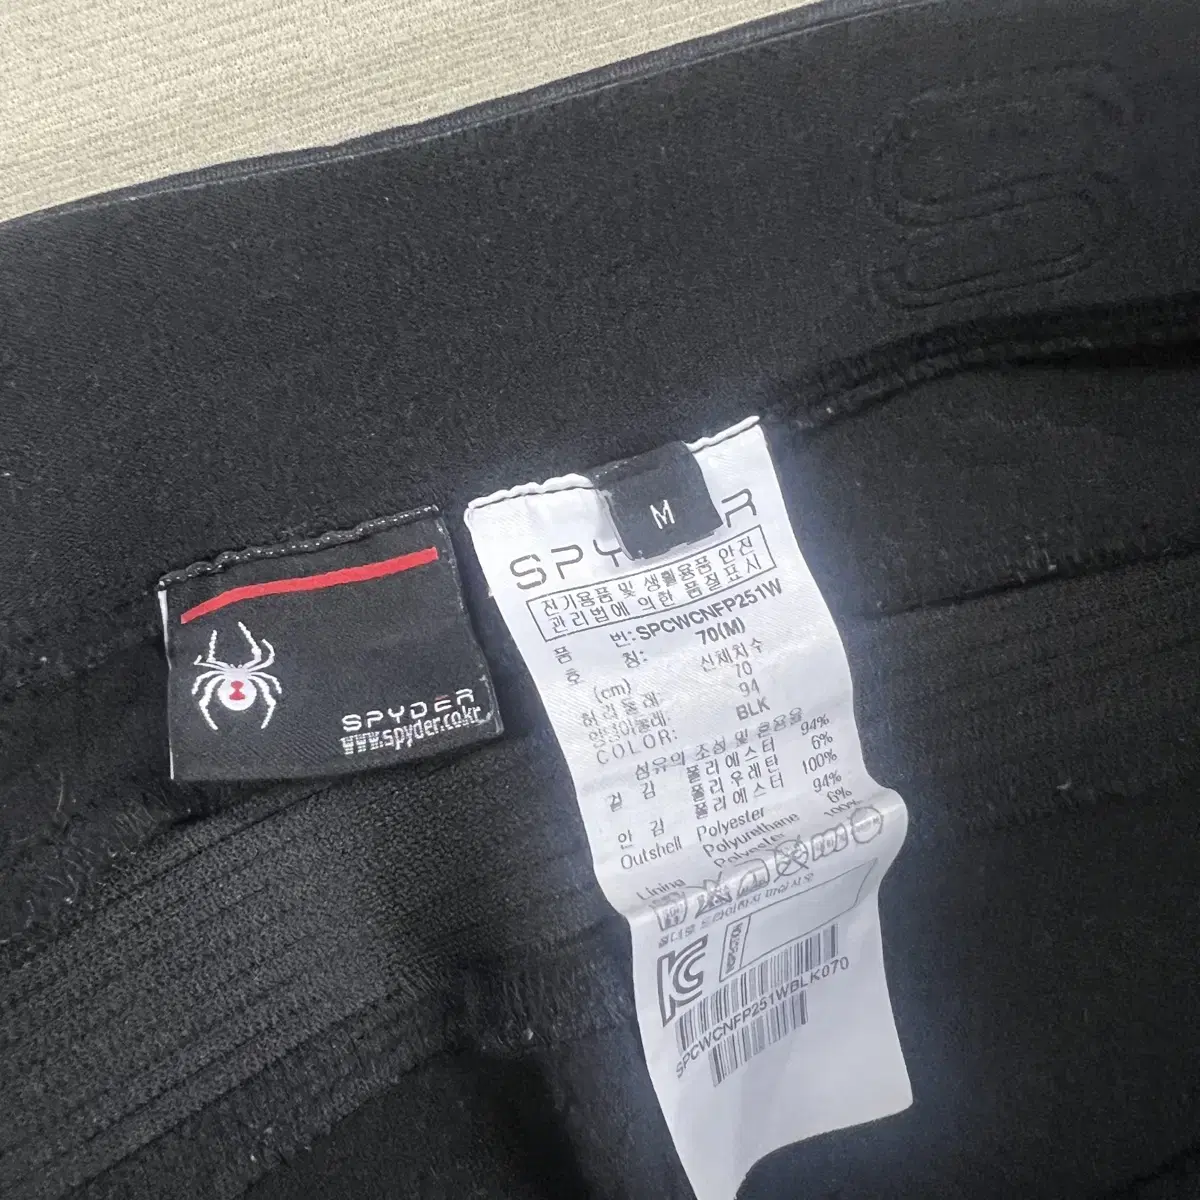 SPYDER
www.spyder.co.kr
M
SPY R
전기용품 및 생활용품 안전
관리법에 의한 품질표시
품 번: SPCWCNFP251W
호 칭: 70(M)
(cm) 신체치수
허리둘레: 70
엉덩이둘레: 94
COLOR: BLK
섬유의 조성 및 혼용율
겉 감 폴리에스터 94%
폴리우레탄 6%
안 감 폴리에스터 100%
Outshell Polyester 94%
Polyurethane 6%
Lining Polyester 100%
SPCWCNFP251WBLK070